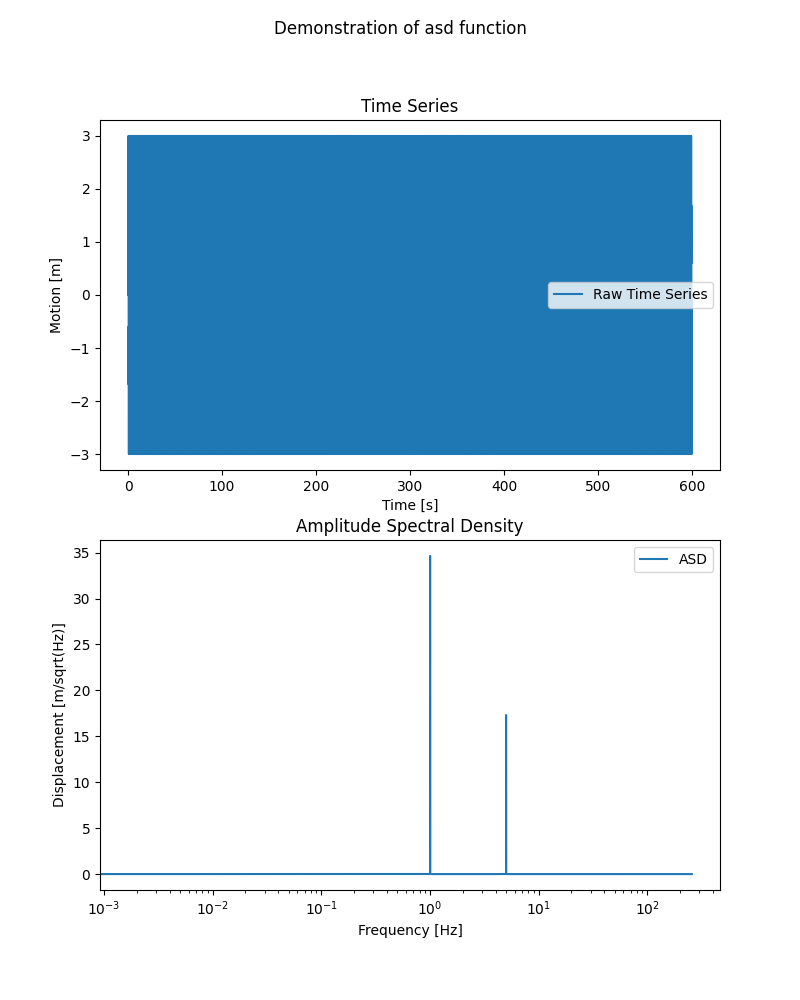 Demonstration of asd function
Time Series
Motion [m]
3
2
1
0
−1
−2
−3
Raw Time Series
0 100 200 300 400 500 600
Time [s]
Amplitude Spectral Density
Displacement [m/sqrt(Hz)]
35
30
25
20
15
10
5
0
ASD
10⁻³ 10⁻² 10⁻¹ 10⁰ 10¹ 10²
Frequency [Hz]